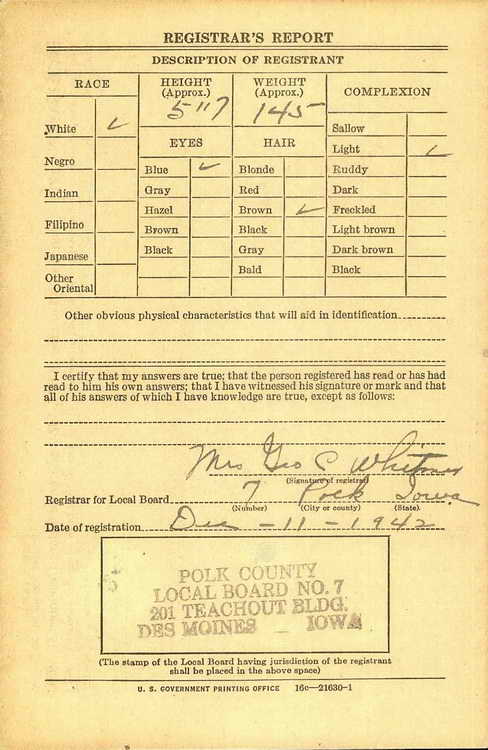 REGISTRAR'S REPORT
DESCRIPTION OF REGISTRANT
RACE
HEIGHT
(Approx.)
WEIGHT
(Approx.)
COMPLEXION
5"7
145
White ✓
Negro
Indian
Filipino
Japanese
Other
Oriental
EYES
Blue ✓
Gray
Hazel
Brown
Black
HAIR
Blonde
Red
Brown ✓
Black
Gray
Bald
Sallow
Light ✓
Ruddy
Dark
Freckled
Light brown
Dark brown
Black
Other obvious physical characteristics that will aid in identification
I certify that my answers are true; that the person registered has read or has had
read to him his own answers; that I have witnessed his signature or mark and that
all of his answers of which I have knowledge are true, except as follows:
Mrs Geo C Whitmer
(Signature of registrar)
Registrar for Local Board 7 Polk Iowa
(Number) (City or county) (State)
Date of registration Dec - 11 - 1942
POLK COUNTY
LOCAL BOARD NO. 7
201 TEACHOUT BLDG.
DES MOINES IOWA
(The stamp of the Local Board having jurisdiction of the registrant
shall be placed in the above space)
U. S. GOVERNMENT PRINTING OFFICE 16c—21630-1